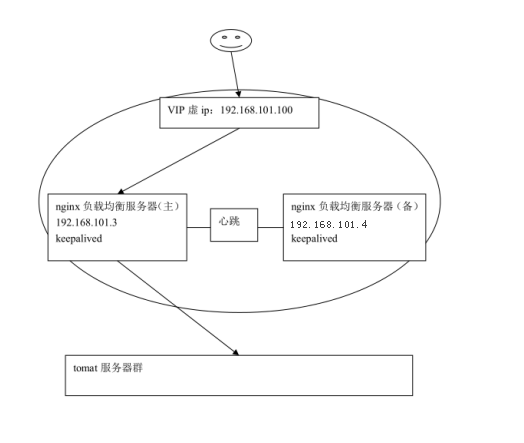 VIP 虚 ip：192.168.101.100
nginx 负载均衡服务器（主）
192.168.101.3
keepalived
心跳
nginx 负载均衡服务器（备）
192.168.101.4
keepalived
tomat 服务器群